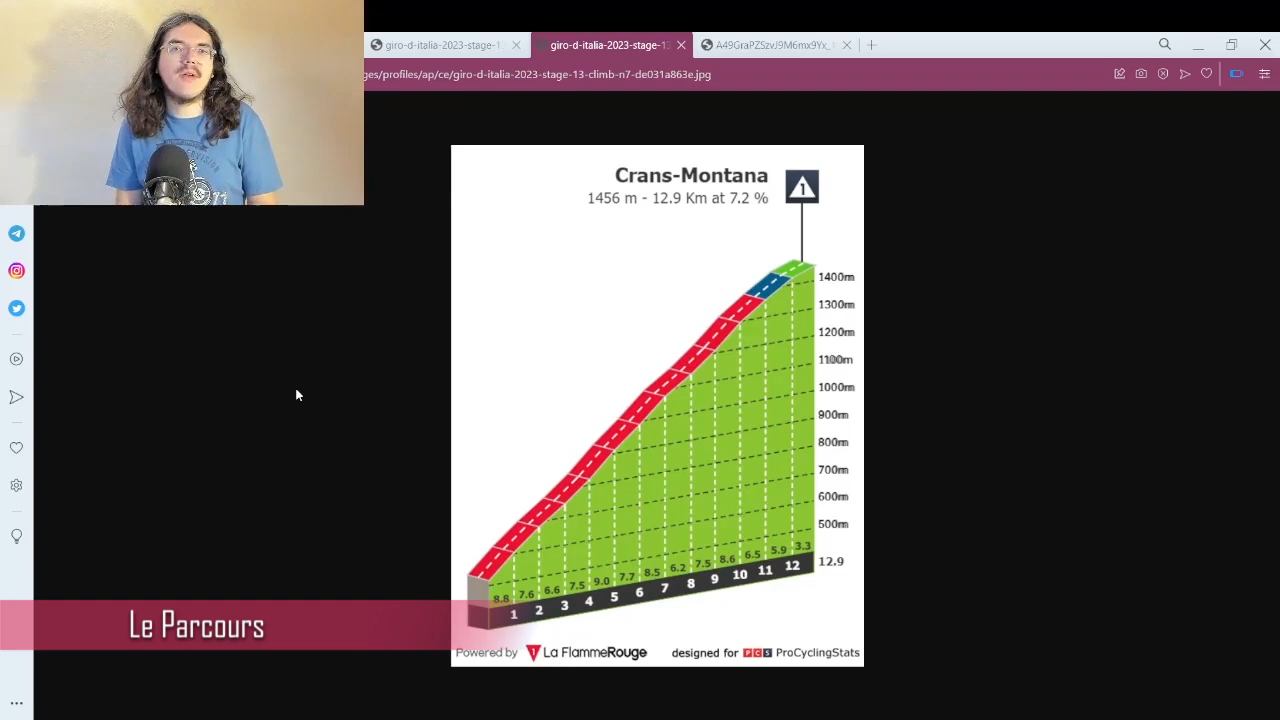 giro-d-italia-2023-stage-1
giro-d-italia-2023-stage-13
A49GraPZSzvJ9M6mx9Yx_
ges/profiles/ap/ce/giro-d-italia-2023-stage-13-climb-n7-de031a863e.jpg
Crans-Montana
1456 m - 12.9 Km at 7.2 %
1
1400m
1300m
1200m
1100m
1000m
900m
800m
700m
600m
500m
8.8 7.6 6.6 7.5 9.0 7.7 8.5 6.2 7.5 8.6 6.5 5.9 3.3
1 2 3 4 5 6 7 8 9 10 11 12 12.9
Le Parcours
Powered by La FlammeRouge designed for PCS ProCyclingStats